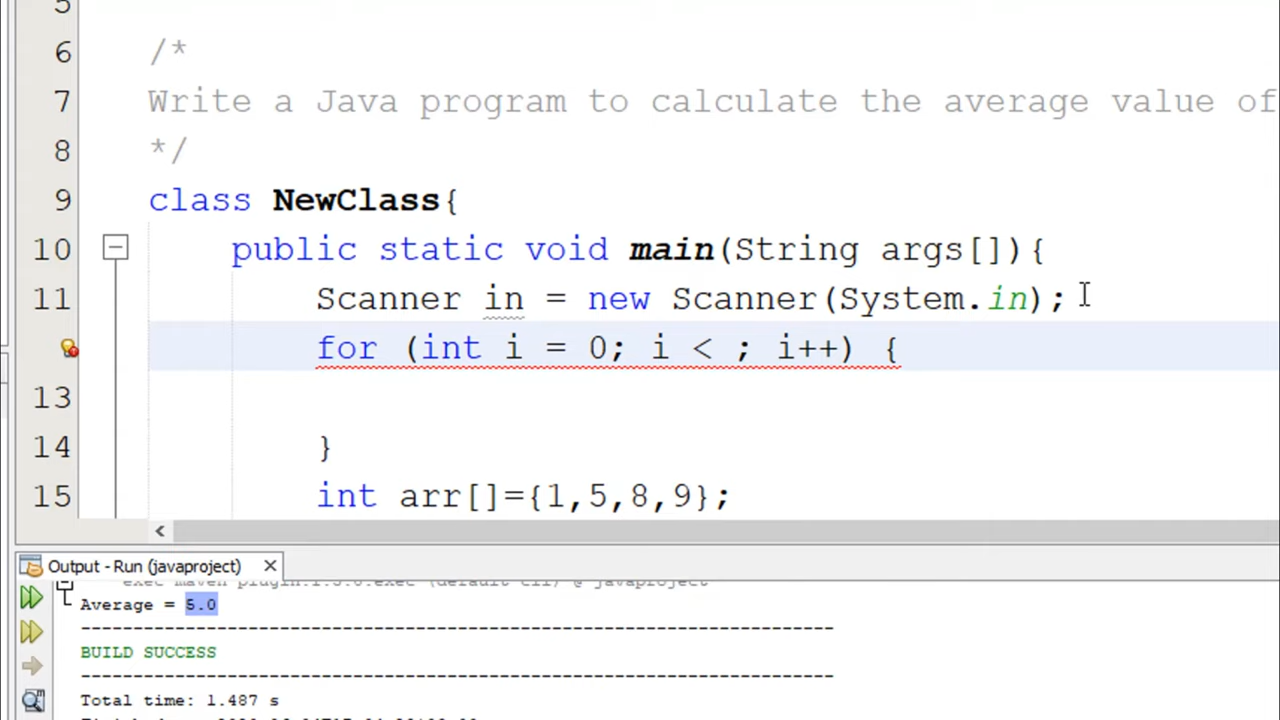 5
6 /*
7 Write a Java program to calculate the average value of
8 */
9 class NewClass{
10 public static void main(String args[]){
11 Scanner in = new Scanner(System.in);
for (int i = 0; i < ; i++) {
13
14 }
15 int arr[]={1,5,8,9};
Output - Run (javaproject)
Average = 5.0
------------------------------------------------------------------------
BUILD SUCCESS
------------------------------------------------------------------------
Total time: 1.487 s